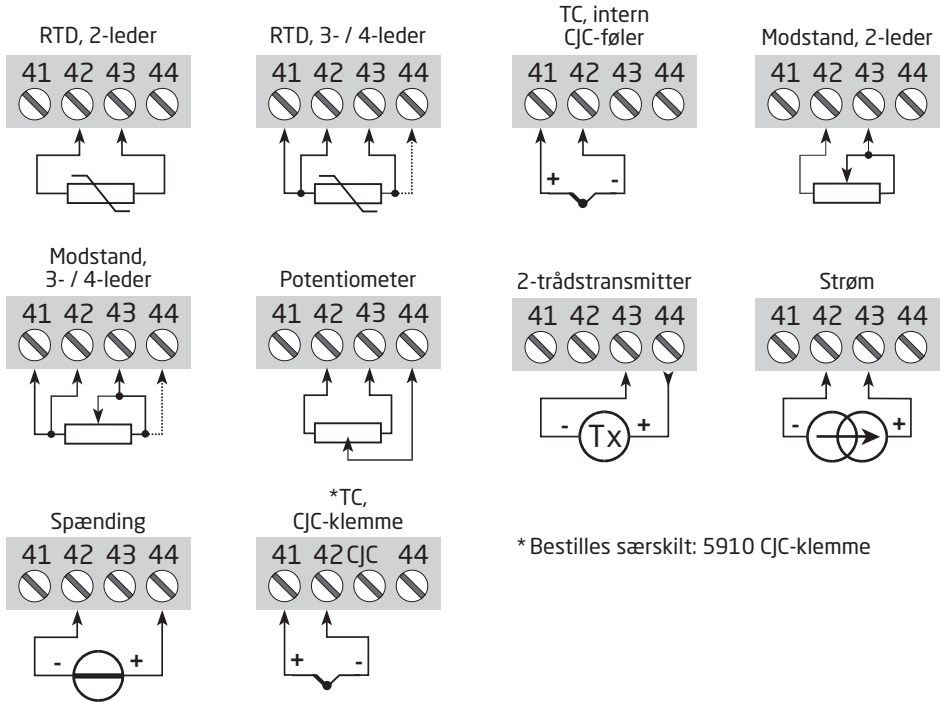 RTD, 2-leder
41 42 43 44
RTD, 3- / 4-leder
41 42 43 44
TC, intern
CJC-føler
41 42 43 44
+ -
Modstand, 2-leder
41 42 43 44
Modstand,
3- / 4-leder
41 42 43 44
Potentiometer
41 42 43 44
2-trådstransmitter
41 42 43 44
- Tx +
Strøm
41 42 43 44
- +
Spænding
41 42 43 44
- +
*TC,
CJC-klemme
41 42 CJC 44
+ -
* Bestilles særskilt: 5910 CJC-klemme